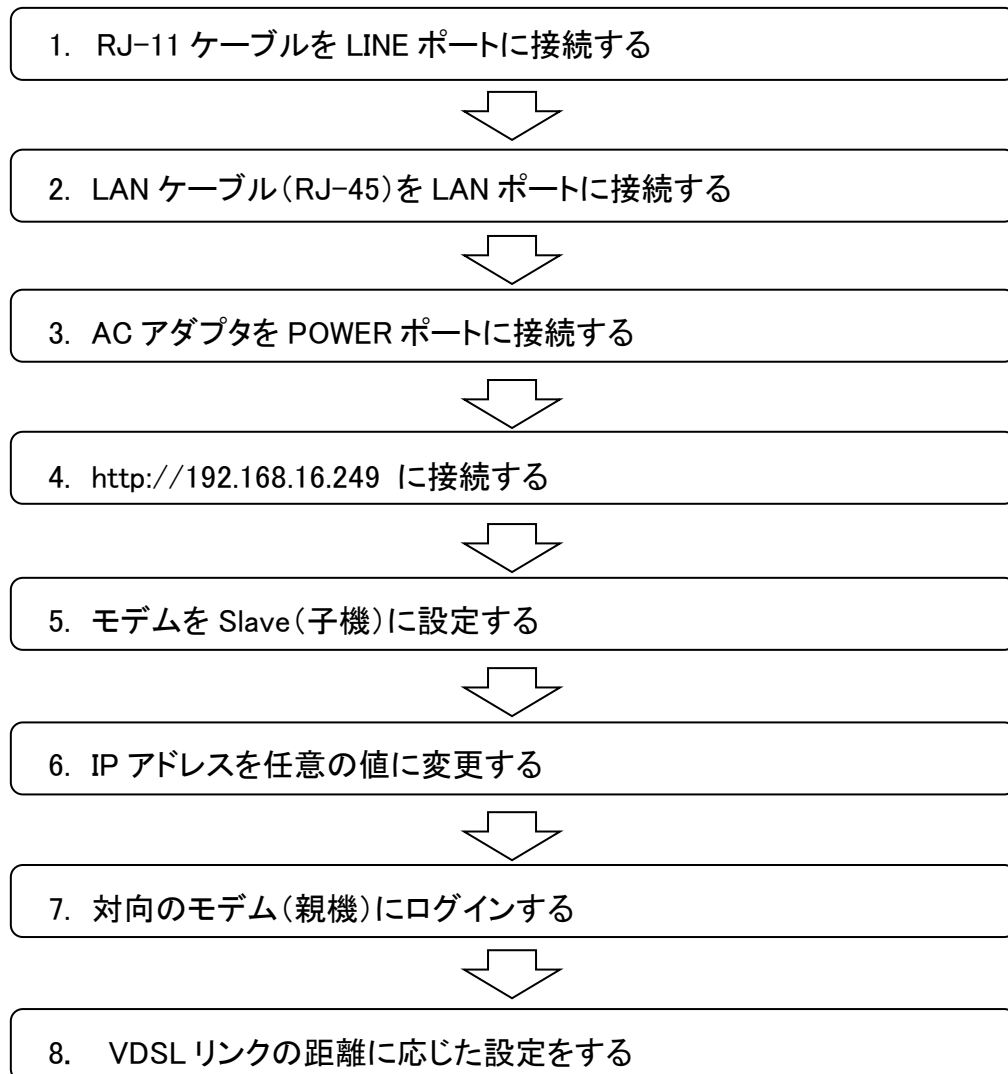 1. RJ-11 ケーブルを LINE ポートに接続する
2. LAN ケーブル(RJ-45)を LAN ポートに接続する
3. AC アダプタを POWER ポートに接続する
4. http://192.168.16.249 に接続する
5. モデムを Slave(子機)に設定する
6. IP アドレスを任意の値に変更する
7. 対向のモデム(親機)にログインする
8. VDSL リンクの距離に応じた設定をする